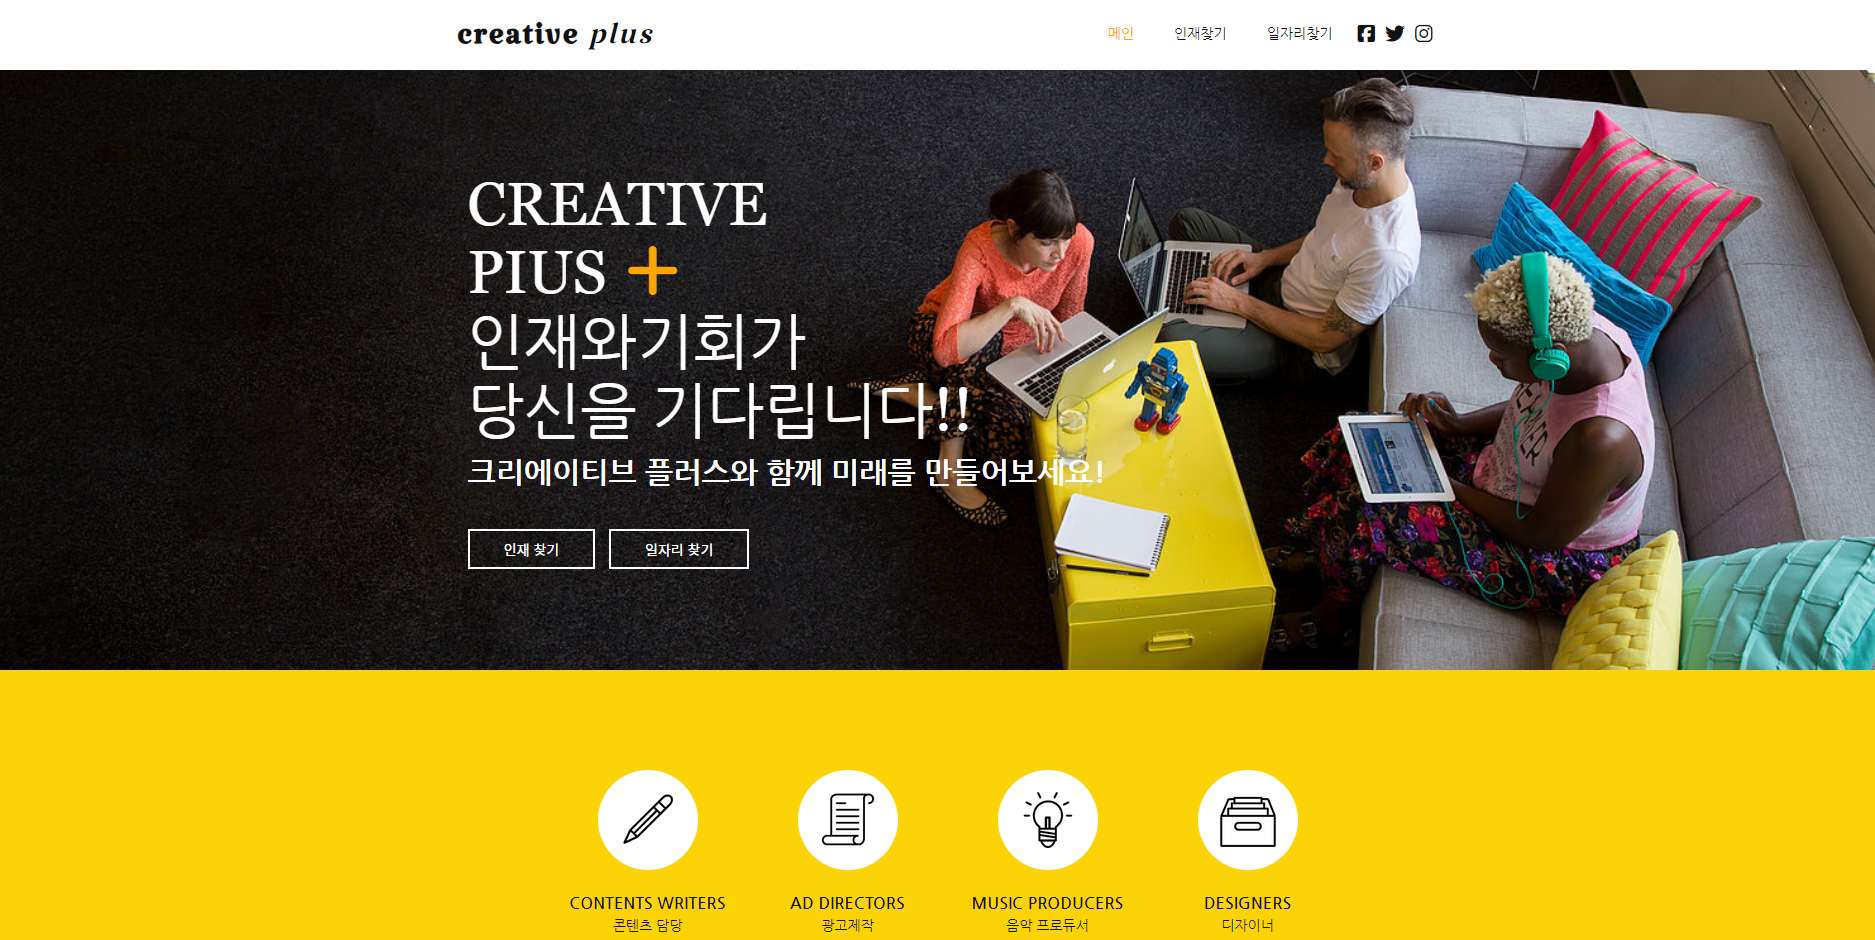 creative plus
메인 인재찾기 일자리찾기
CREATIVE
PIUS +
인재와기회가
당신을 기다립니다!!
크리에이티브 플러스와 함께 미래를 만들어보세요!
인재 찾기 일자리 찾기
CONTENTS WRITERS AD DIRECTORS MUSIC PRODUCERS DESIGNERS
콘텐츠 담당 광고제작 음악 프로듀서 디자이너